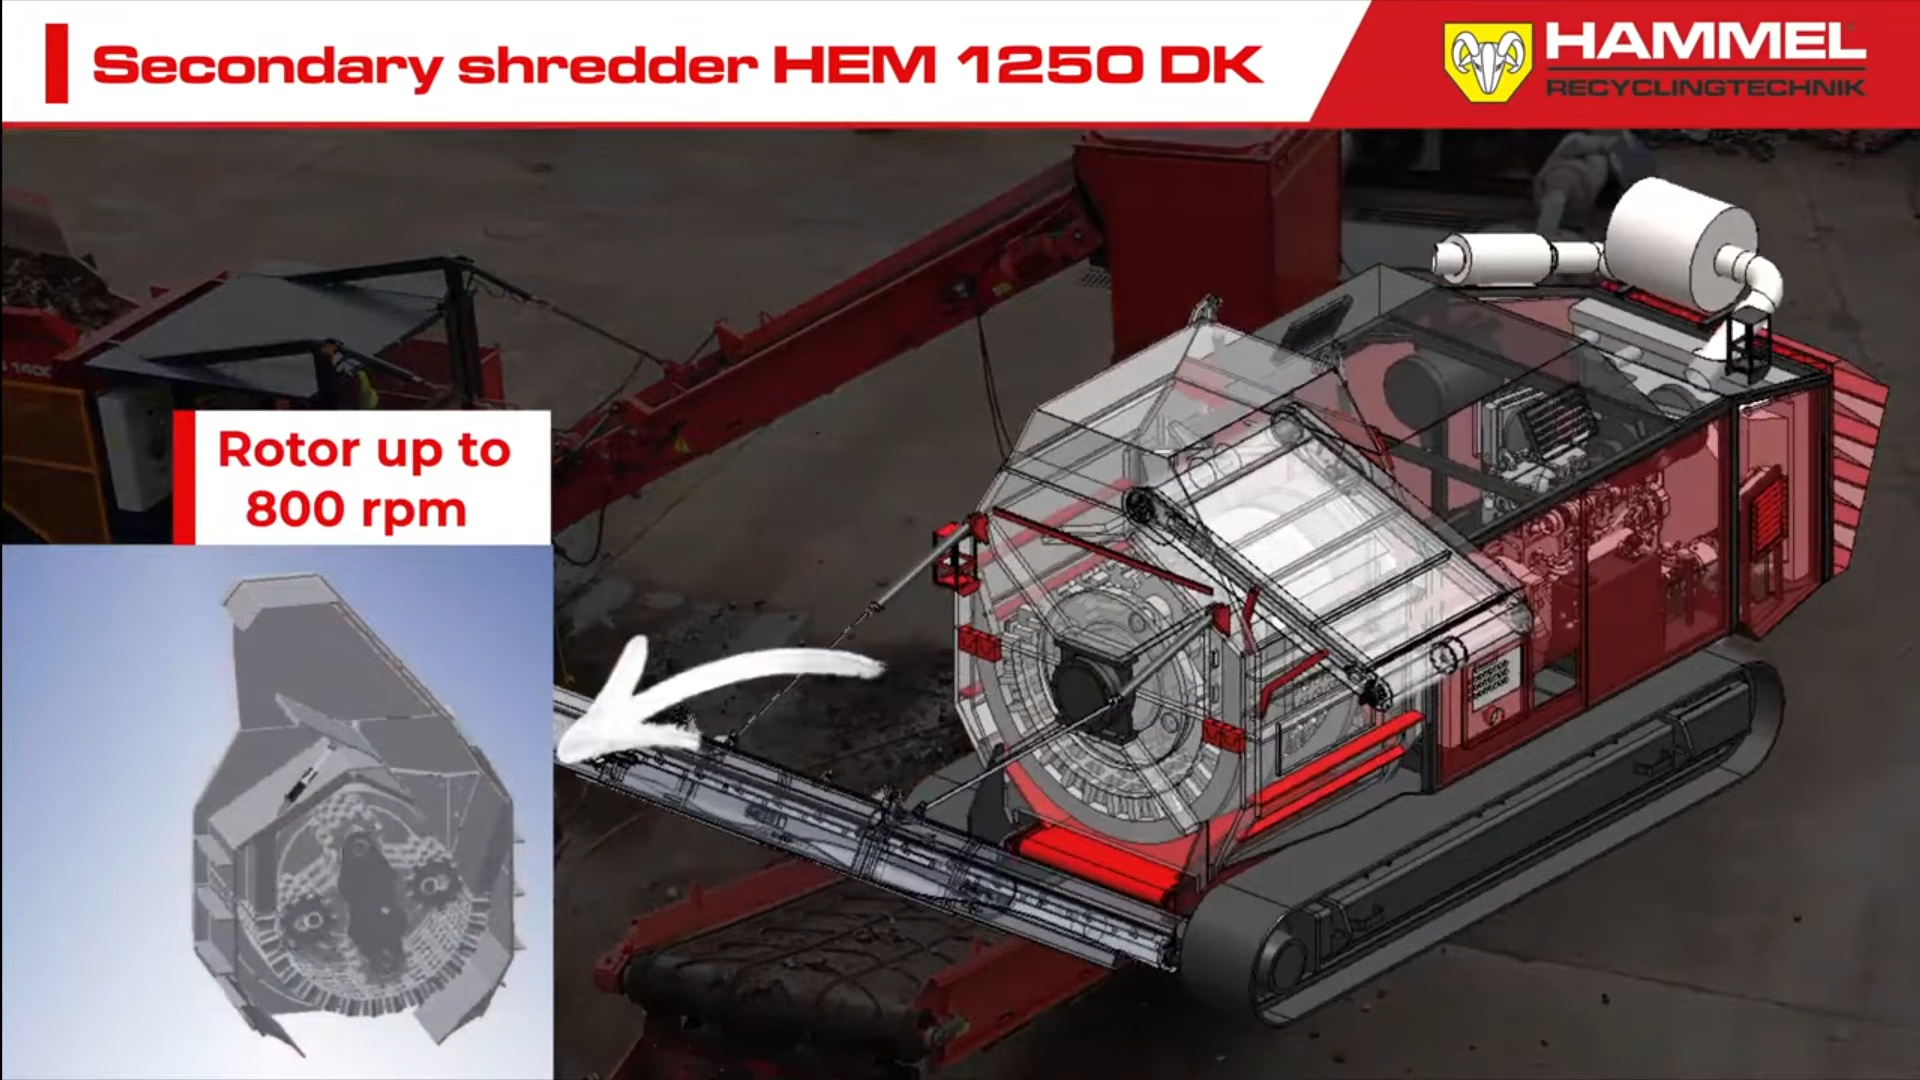 Secondary shredder HEM 1250 DK
HAMMEL
RECYCLINGTECHNIK
Rotor up to
800 rpm